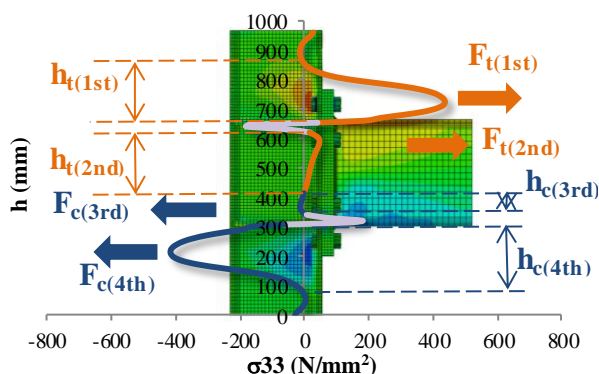 1000
900
800
700
600
500
400
300
200
100
0
h (mm)
h_t(1st)
h_t(2nd)
F_c(3rd)
F_c(4th)
F_t(1st)
F_t(2nd)
h_c(3rd)
h_c(4th)
-800 -600 -400 -200 0 200 400 600 800
σ33 (N/mm²)